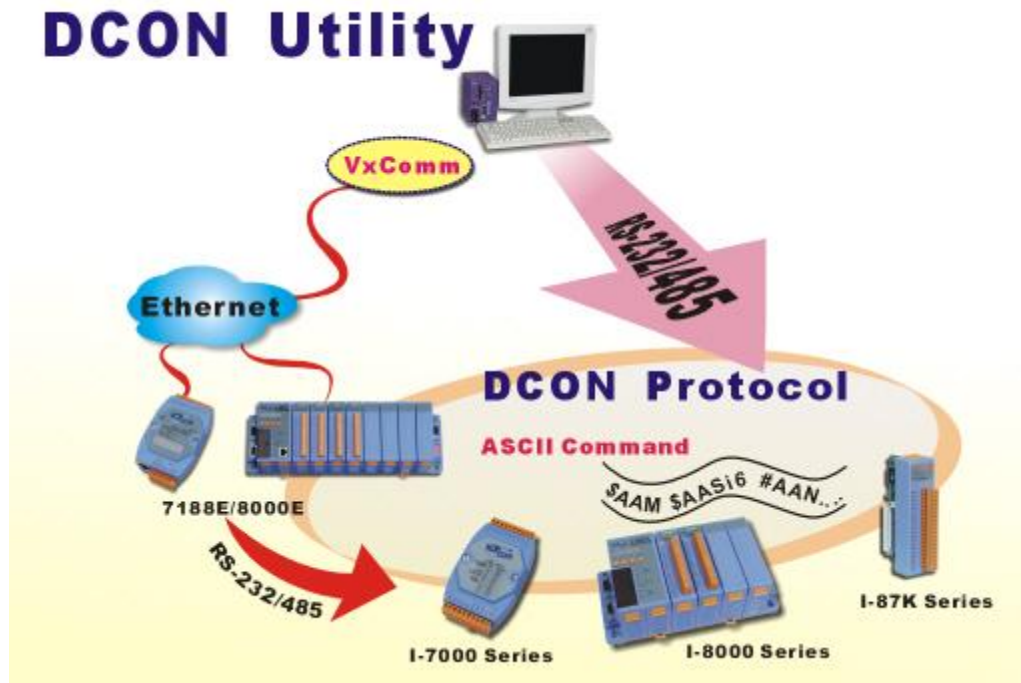 DCON Utility
VxComm
RS-232/485
Ethernet
DCON Protocol
ASCII Command
$AAM $AASi6 #AAN..:
7188E/8000E
RS-232/485
I-7000 Series
I-8000 Series
I-87K Series